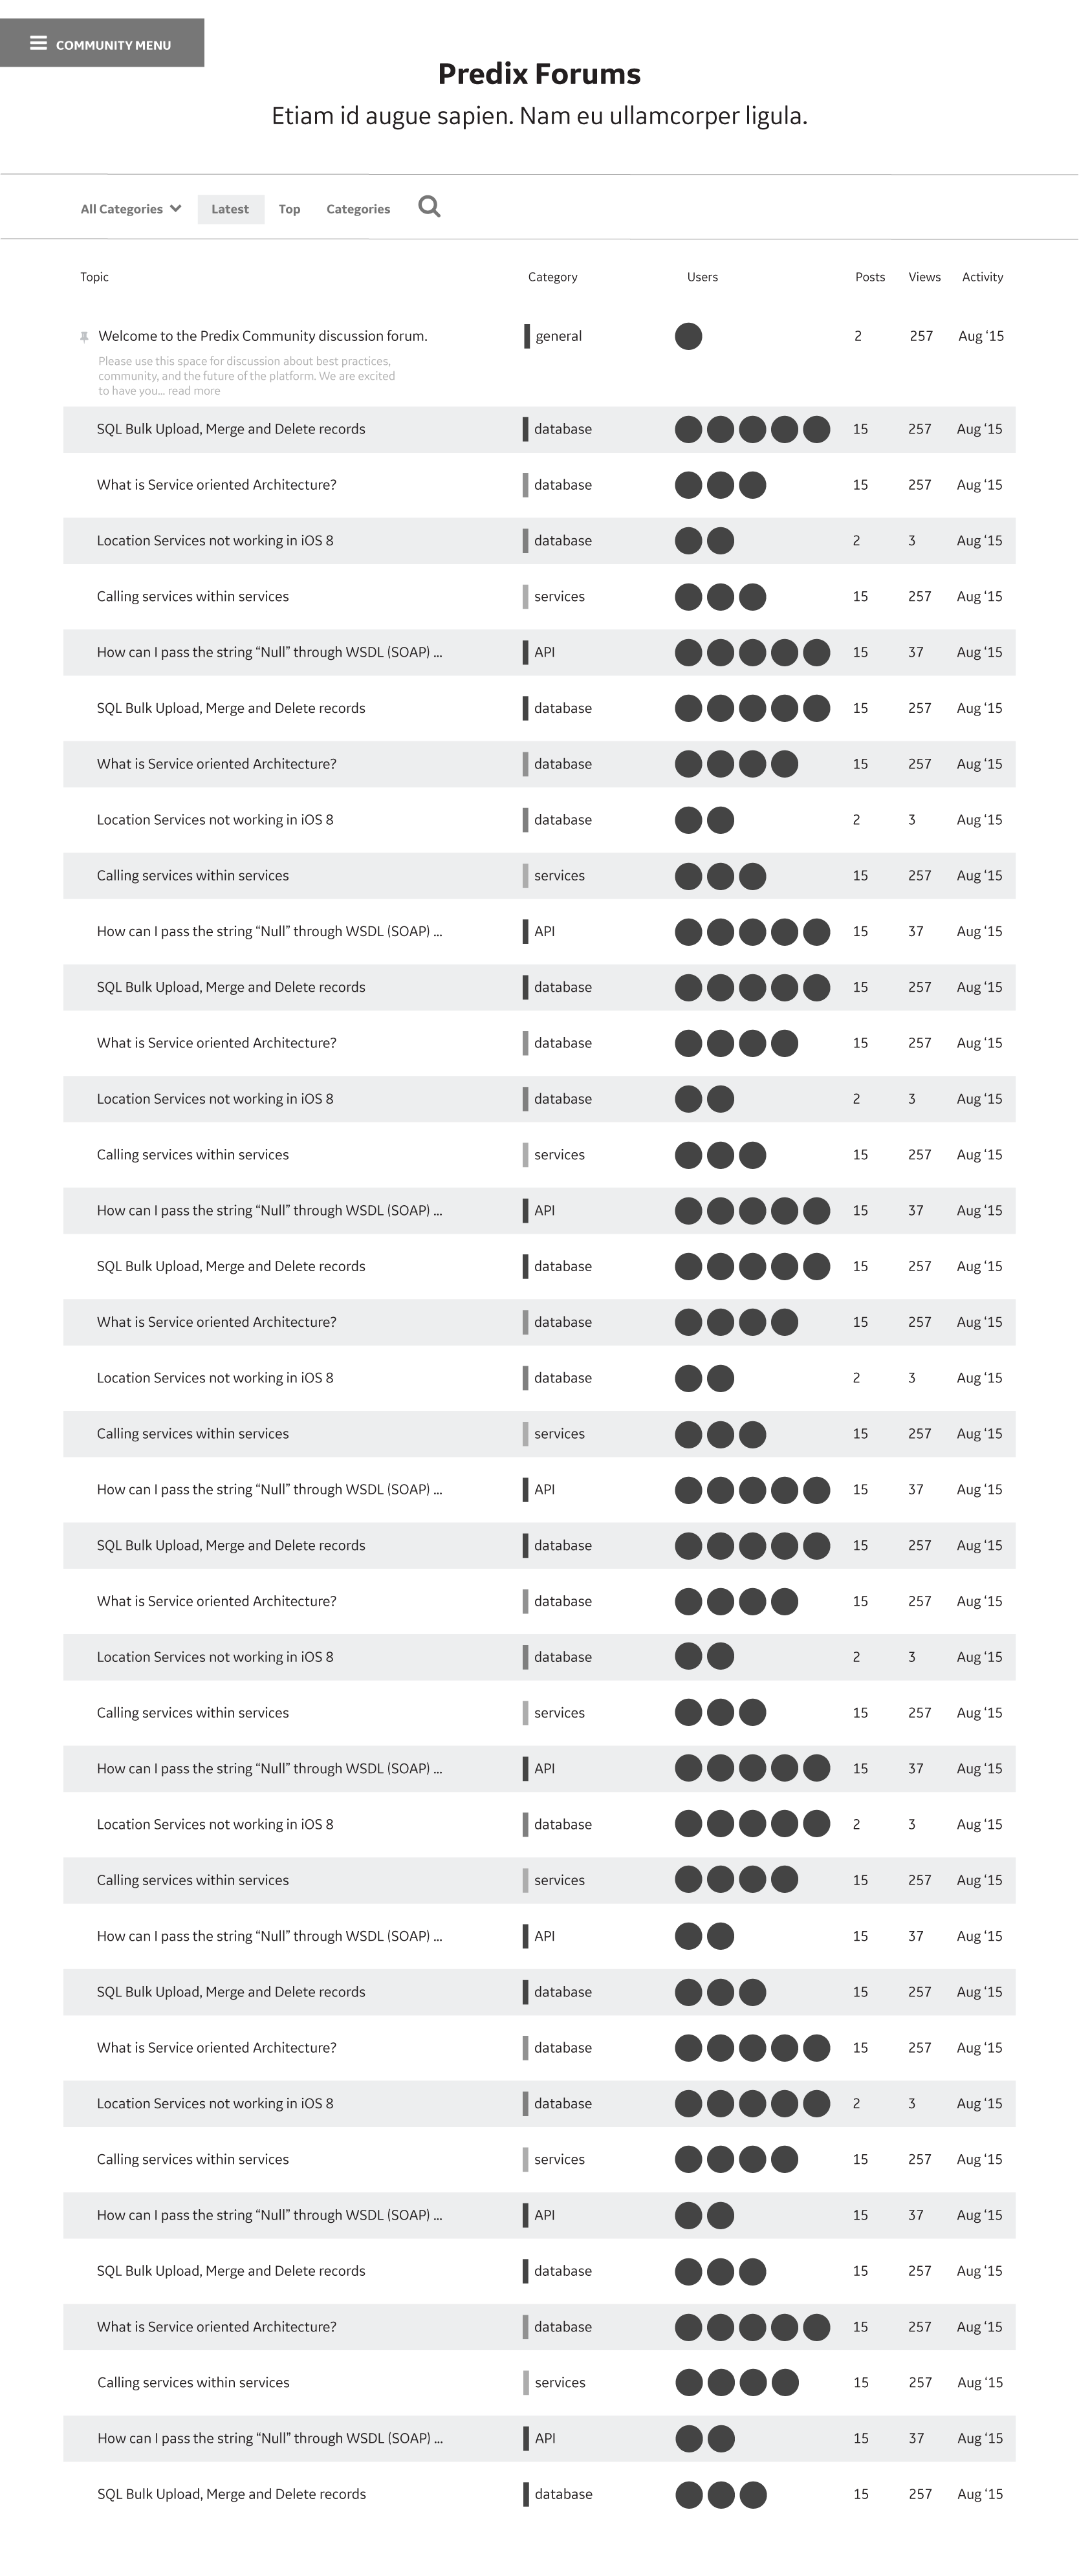 COMMUNITY MENU
Predix Forums
Etiam id augue sapien. Nam eu ullamcorper ligula.
All Categories Latest Top Categories
Topic Category Users Posts Views Activity
Welcome to the Predix Community discussion forum. general 2 257 Aug ‘15
Please use this space for discussion about best practices,
community, and the future of the platform. We are excited
to have you... read more
SQL Bulk Upload, Merge and Delete records database 15 257 Aug ‘15
What is Service oriented Architecture? database 15 257 Aug ‘15
Location Services not working in iOS 8 database 2 3 Aug ‘15
Calling services within services services 15 257 Aug ‘15
How can I pass the string “Null” through WSDL (SOAP) ... API 15 37 Aug ‘15
SQL Bulk Upload, Merge and Delete records database 15 257 Aug ‘15
What is Service oriented Architecture? database 15 257 Aug ‘15
Location Services not working in iOS 8 database 2 3 Aug ‘15
Calling services within services services 15 257 Aug ‘15
How can I pass the string “Null” through WSDL (SOAP) ... API 15 37 Aug ‘15
SQL Bulk Upload, Merge and Delete records database 15 257 Aug ‘15
What is Service oriented Architecture? database 15 257 Aug ‘15
Location Services not working in iOS 8 database 2 3 Aug ‘15
Calling services within services services 15 257 Aug ‘15
How can I pass the string “Null” through WSDL (SOAP) ... API 15 37 Aug ‘15
SQL Bulk Upload, Merge and Delete records database 15 257 Aug ‘15
What is Service oriented Architecture? database 15 257 Aug ‘15
Location Services not working in iOS 8 database 2 3 Aug ‘15
Calling services within services services 15 257 Aug ‘15
How can I pass the string “Null” through WSDL (SOAP) ... API 15 37 Aug ‘15
SQL Bulk Upload, Merge and Delete records database 15 257 Aug ‘15
What is Service oriented Architecture? database 15 257 Aug ‘15
Location Services not working in iOS 8 database 2 3 Aug ‘15
Calling services within services services 15 257 Aug ‘15
How can I pass the string “Null” through WSDL (SOAP) ... API 15 37 Aug ‘15
Location Services not working in iOS 8 database 2 3 Aug ‘15
Calling services within services services 15 257 Aug ‘15
How can I pass the string “Null” through WSDL (SOAP) ... API 15 37 Aug ‘15
SQL Bulk Upload, Merge and Delete records database 15 257 Aug ‘15
What is Service oriented Architecture? database 15 257 Aug ‘15
Location Services not working in iOS 8 database 2 3 Aug ‘15
Calling services within services services 15 257 Aug ‘15
How can I pass the string “Null” through WSDL (SOAP) ... API 15 37 Aug ‘15
SQL Bulk Upload, Merge and Delete records database 15 257 Aug ‘15
What is Service oriented Architecture? database 15 257 Aug ‘15
Calling services within services services 15 257 Aug ‘15
How can I pass the string “Null” through WSDL (SOAP) ... API 15 37 Aug ‘15
SQL Bulk Upload, Merge and Delete records database 15 257 Aug ‘15